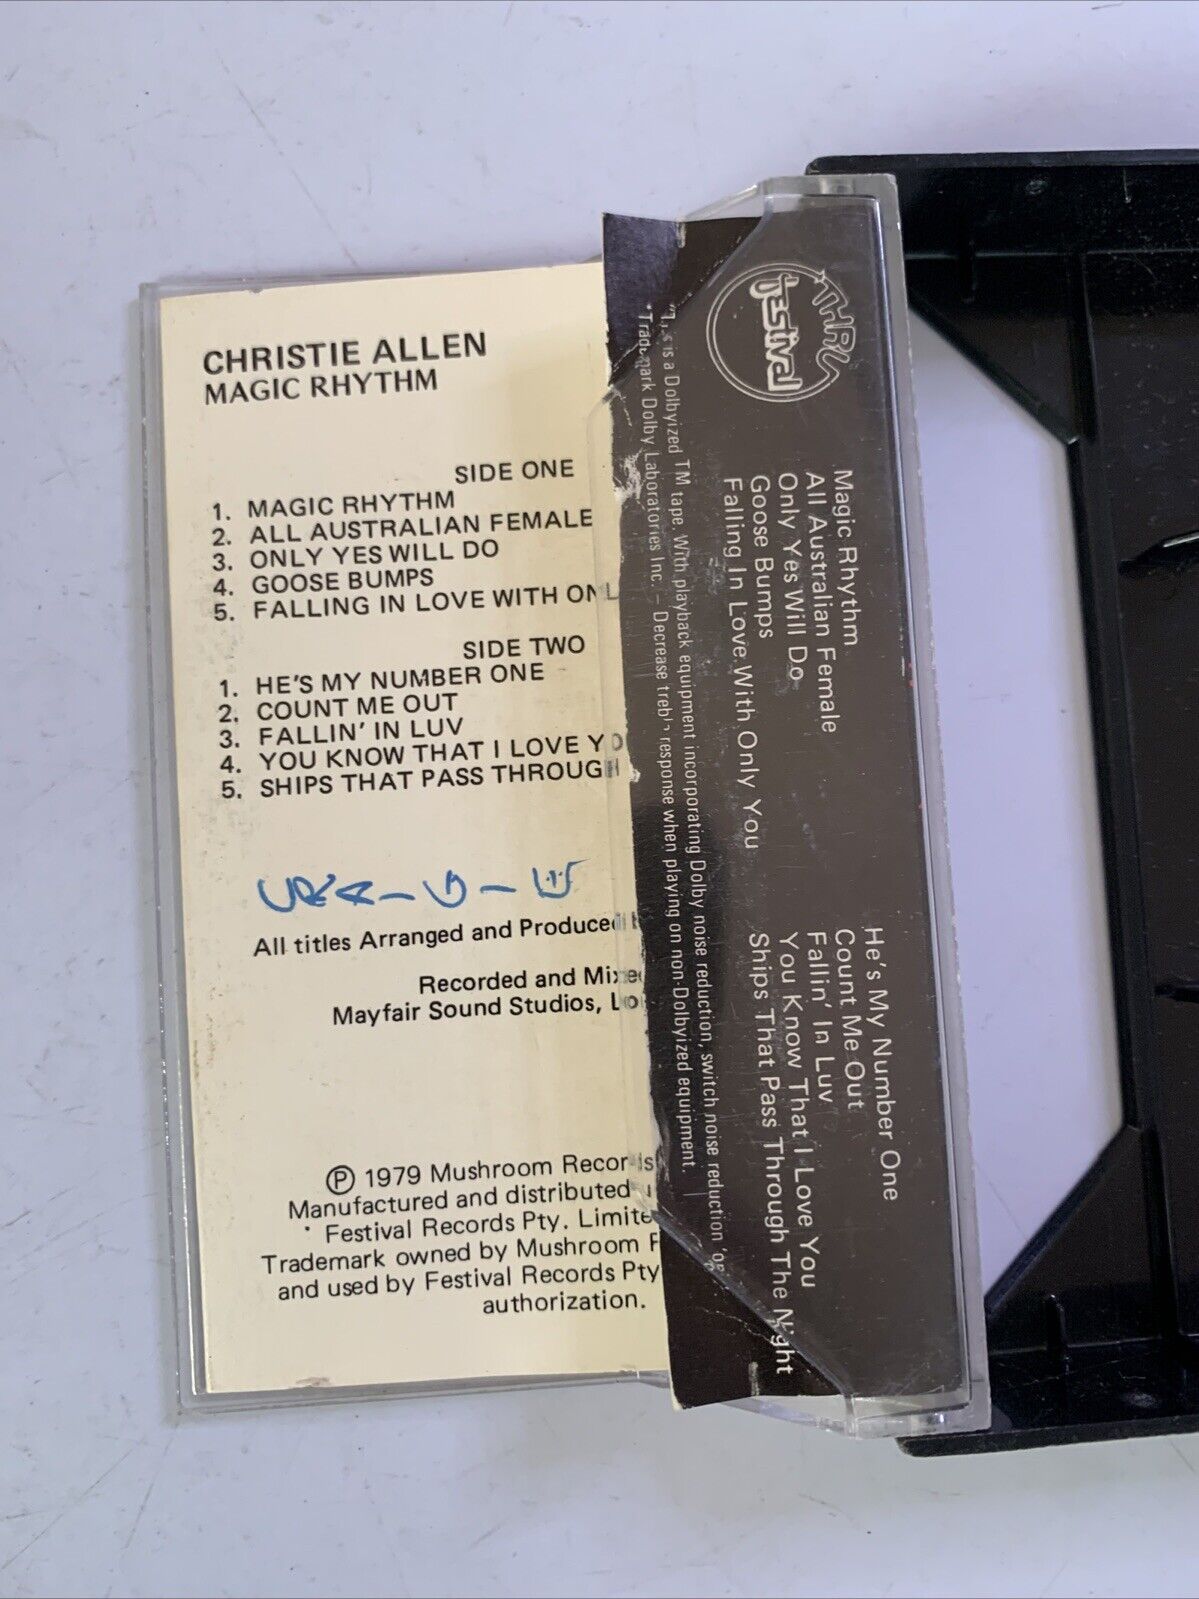 CHRISTIE ALLEN
MAGIC RHYTHM
SIDE ONE
1. MAGIC RHYTHM
2. ALL AUSTRALIAN FEMALE
3. ONLY YES WILL DO
4. GOOSE BUMPS
5. FALLING IN LOVE WITH
SIDE TWO
1. HE'S MY NUMBER ONE
2. COUNT ME OUT
3. FALLIN' IN LUV
4. YOU KNOW THAT I LOVE
5. SHIPS THAT PASS THROUGH
All titles Arranged and Produced
Recorded and Mixed
Mayfair Sound Studios,
Ⓟ 1979 Mushroom Records
Manufactured and distributed
Festival Records Pty. Limited
Trademark owned by Mushroom
and used by Festival Records Pty
authorization.
festival
Magic Rhythm
All Australian Female
Only Yes Will Do
Goose Bumps
Falling In Love With Only You
He's My Number One
Count Me Out
Fallin' In Luv
You Know That I Love You
Ships That Pass Through The Night
is a Dolbyized TM tape. With playback equipment incorporating Dolby noise reduction, switch noise reduction
Trademark Dolby Laboratories Inc. – Decrease treble response when playing on non-Dolbyized equipment.